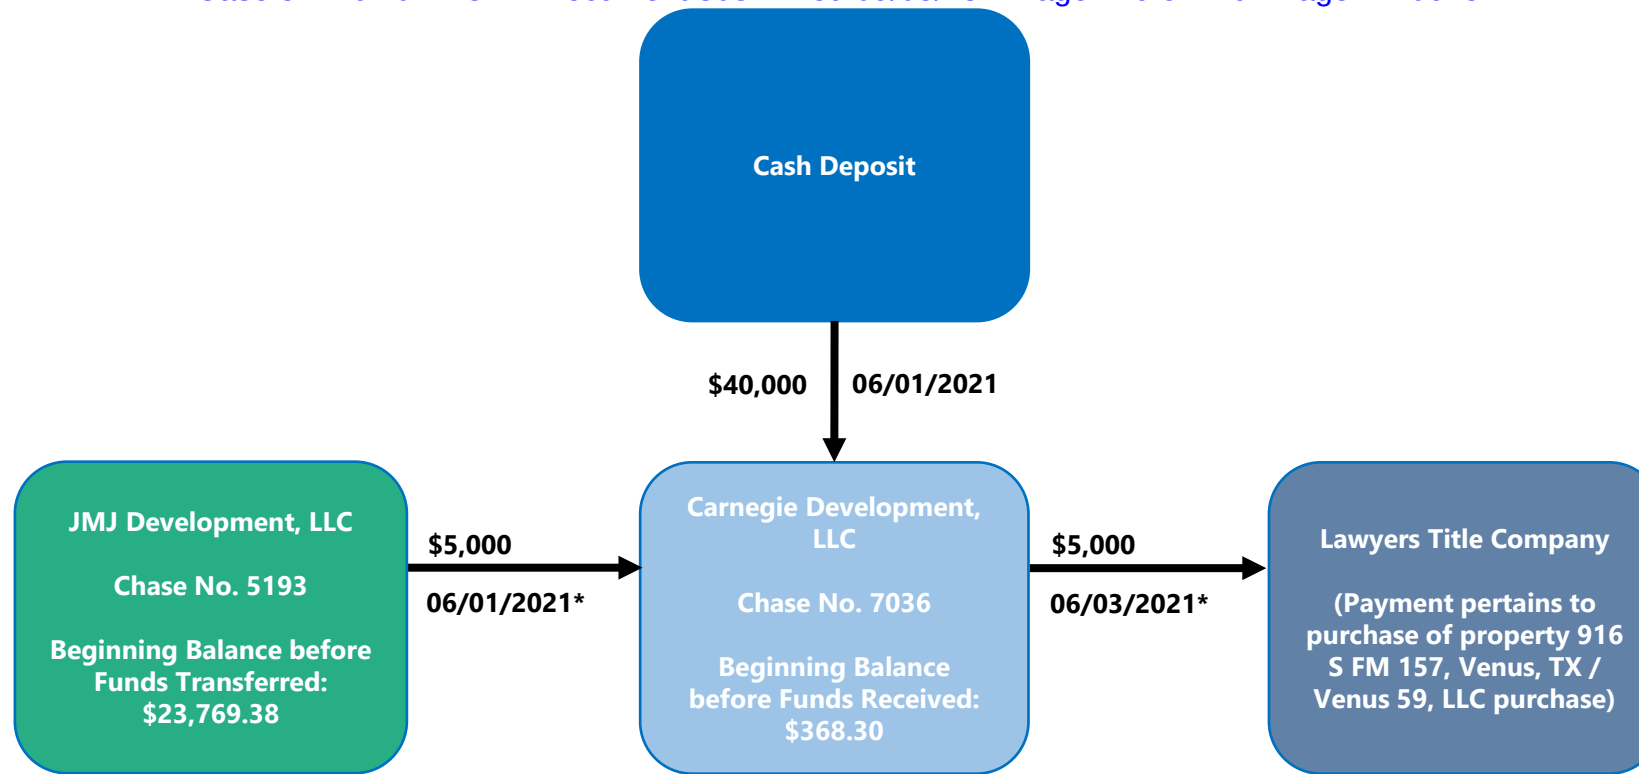 Cash Deposit
$40,000
06/01/2021
JMJ Development, LLC
Chase No. 5193
Beginning Balance before
Funds Transferred:
$23,769.38
$5,000
06/01/2021*
Carnegie Development,
LLC
Chase No. 7036
Beginning Balance
before Funds Received:
$368.30
$5,000
06/03/2021*
Lawyers Title Company
(Payment pertains to
purchase of property 916
S FM 157, Venus, TX /
Venus 59, LLC purchase)